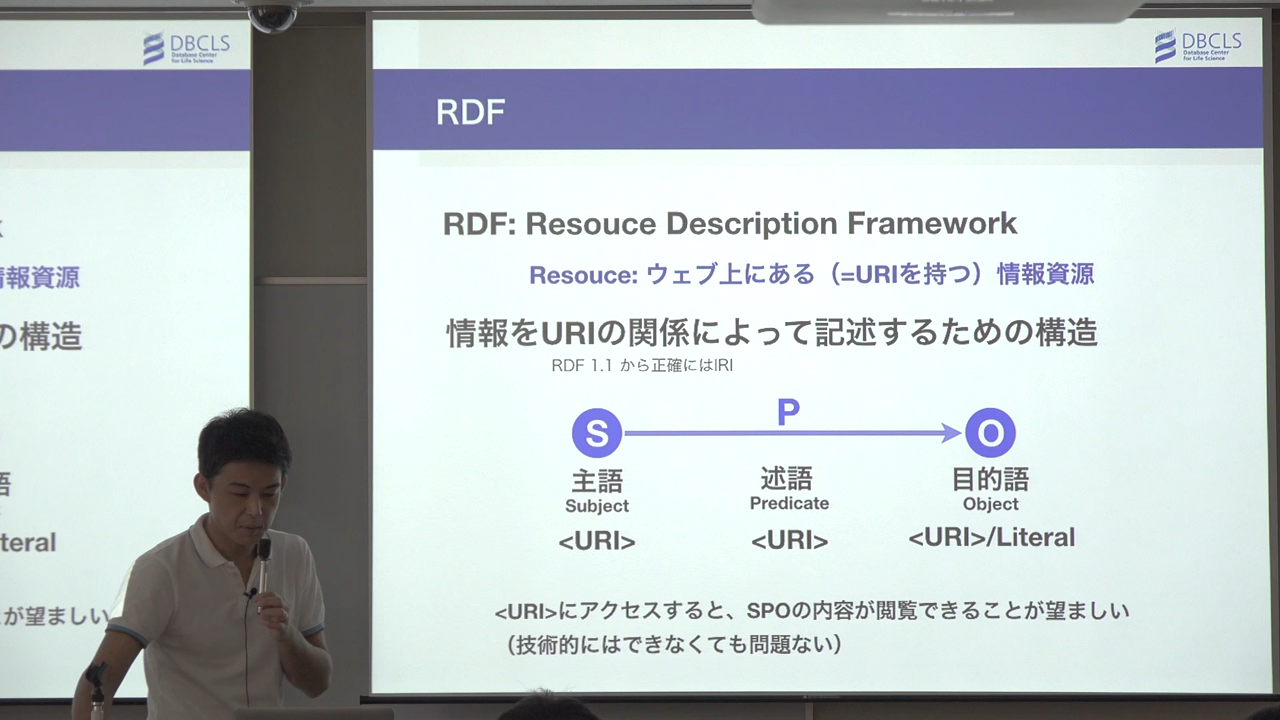 DBCLS
Database Center
for Life Science
情報資源
の構造
語
teral
が望ましい
DBCLS
Database Center
for Life Science
RDF
RDF: Resouce Description Framework
Resouce: ウェブ上にある（=URIを持つ）情報資源
情報をURIの関係によって記述するための構造
RDF 1.1 から正確にはIRI
P
S
O
主語
述語
目的語
Subject
Predicate
Object
<URI>
<URI>
<URI>/Literal
<URI>にアクセスすると、SPOの内容が閲覧できることが望ましい
（技術的にはできなくても問題ない）